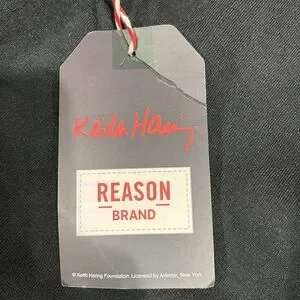 Keith Haring
REASON
BRAND
© Keith Haring Foundation. Licensed by Artestar, New York